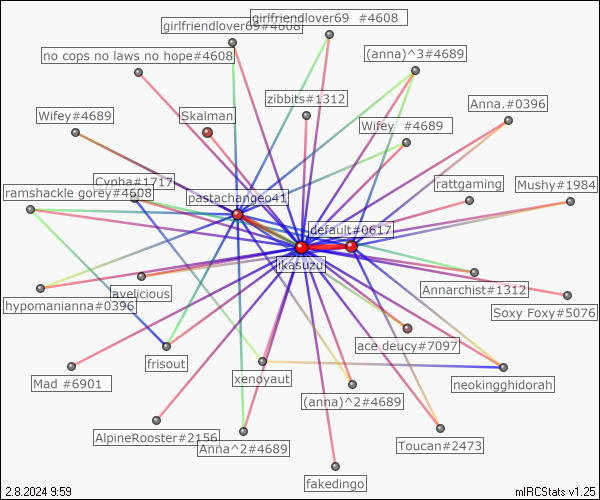 girlfriendlover69 #4608
girlfriendlover69#4608
no cops no laws no hope#4608
(anna)^3#4689
zibbits#1312
Anna.#0396
Wifey#4689
Skalman
Wifey #4689
Cypha#1717
rattgaming
Mushy#1984
ramshackle gorey#4608
pastachangeo41
default#0617
ikasuzu
Annarchist#1312
hypomanianna#0396
avelicious
Soxy Foxy#5076
ace deucy#7097
frisout
Mad #6901
xenoyaut
neokingghidorah
(anna)^2#4689
AlpineRooster#2156
Anna^2#4689
Toucan#2473
fakedingo
2.8.2024 9:59
mIRCStats v1.25